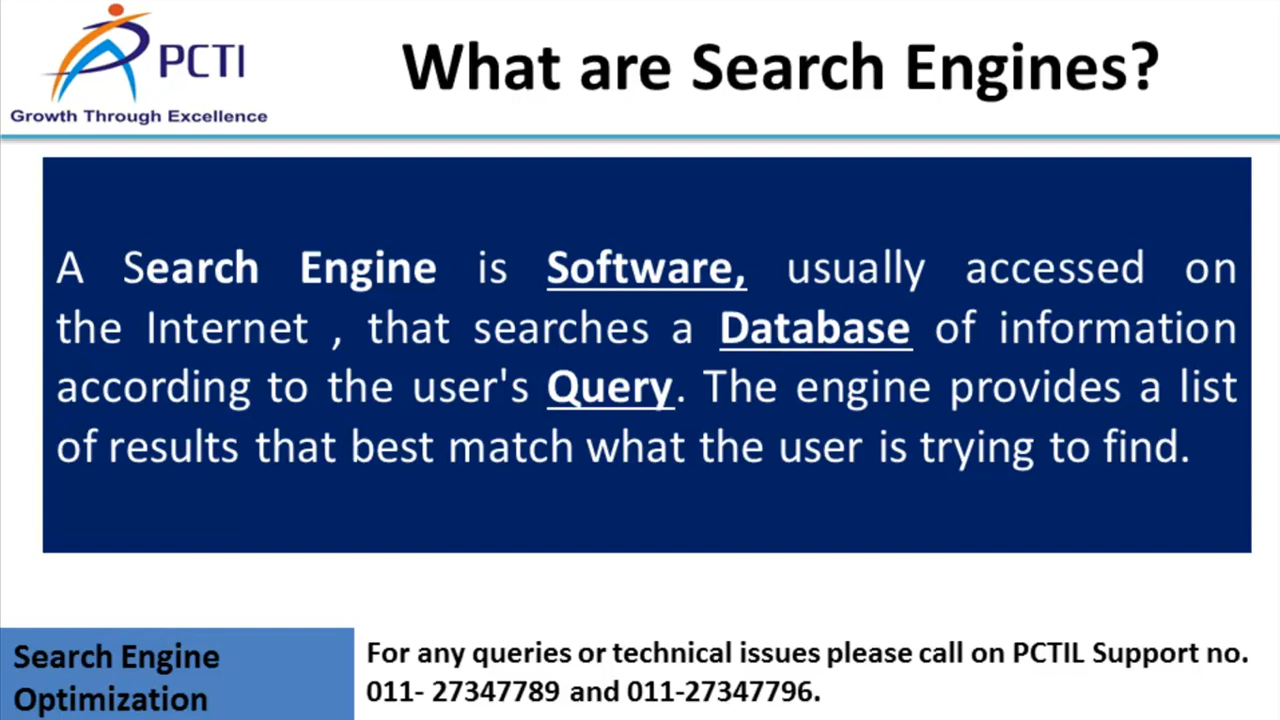 PCTI
Growth Through Excellence
What are Search Engines?
A Search Engine is Software, usually accessed on
the Internet , that searches a Database of information
according to the user's Query. The engine provides a list
of results that best match what the user is trying to find.
Search Engine
Optimization
For any queries or technical issues please call on PCTIL Support no.
011- 27347789 and 011-27347796.